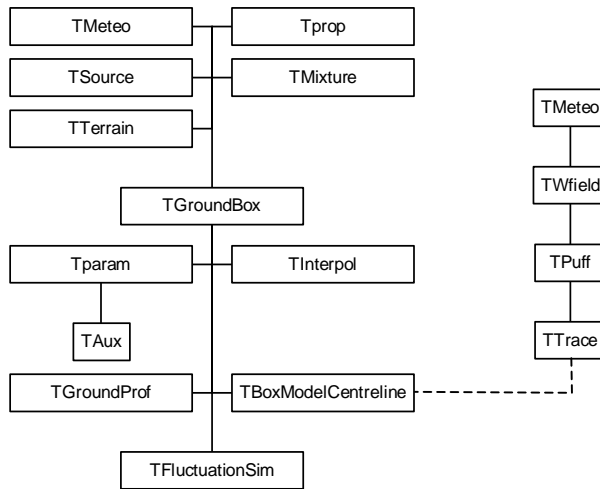 TMeteo
Tprop
TSource
TMixture
TTerrain
TGroundBox
Tparam
TInterpol
TAux
TGroundProf
TBoxModelCentreline
TFluctuationSim
TMeteo
TWfield
TPuff
TTrace